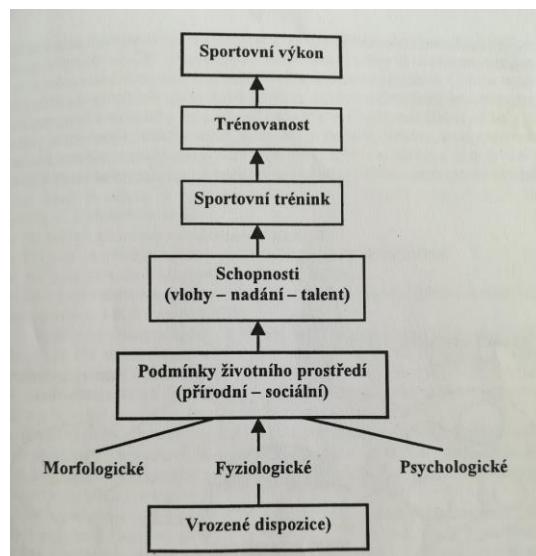 Sportovní výkon
Trénovanost
Sportovní trénink
Schopnosti
(vlohy – nadání – talent)
Podmínky životního prostředí
(přírodní – sociální)
Morfologické
Fyziologické
Psychologické
Vrozené dispozice)